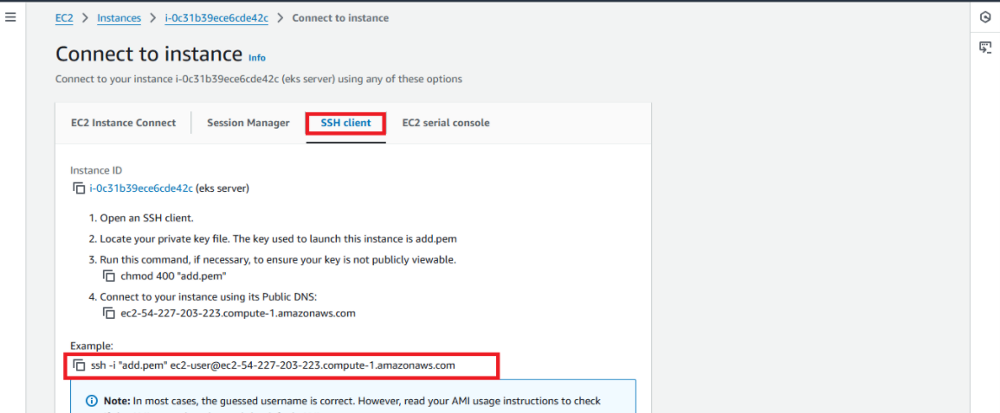 EC2 > Instances > i-0c31b39ece6cde42c > Connect to instance
Connect to instance Info
Connect to your instance i-0c31b39ece6cde42c (eks server) using any of these options
EC2 Instance Connect Session Manager SSH client EC2 serial console
Instance ID
i-0c31b39ece6cde42c (eks server)
1. Open an SSH client.
2. Locate your private key file. The key used to launch this instance is add.pem
3. Run this command, if necessary, to ensure your key is not publicly viewable.
chmod 400 "add.pem"
4. Connect to your instance using its Public DNS:
ec2-54-227-203-223.compute-1.amazonaws.com
Example:
ssh -i "add.pem" ec2-user@ec2-54-227-203-223.compute-1.amazonaws.com
Note: In most cases, the guessed username is correct. However, read your AMI usage instructions to check